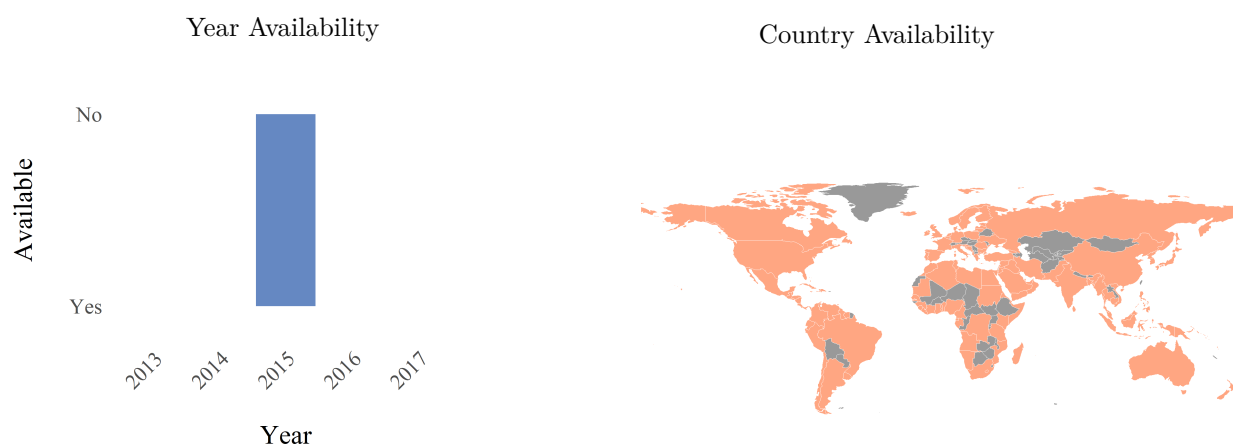 Year Availability
Country Availability
No
Available
Yes
2013
2014
2015
2016
2017
Year